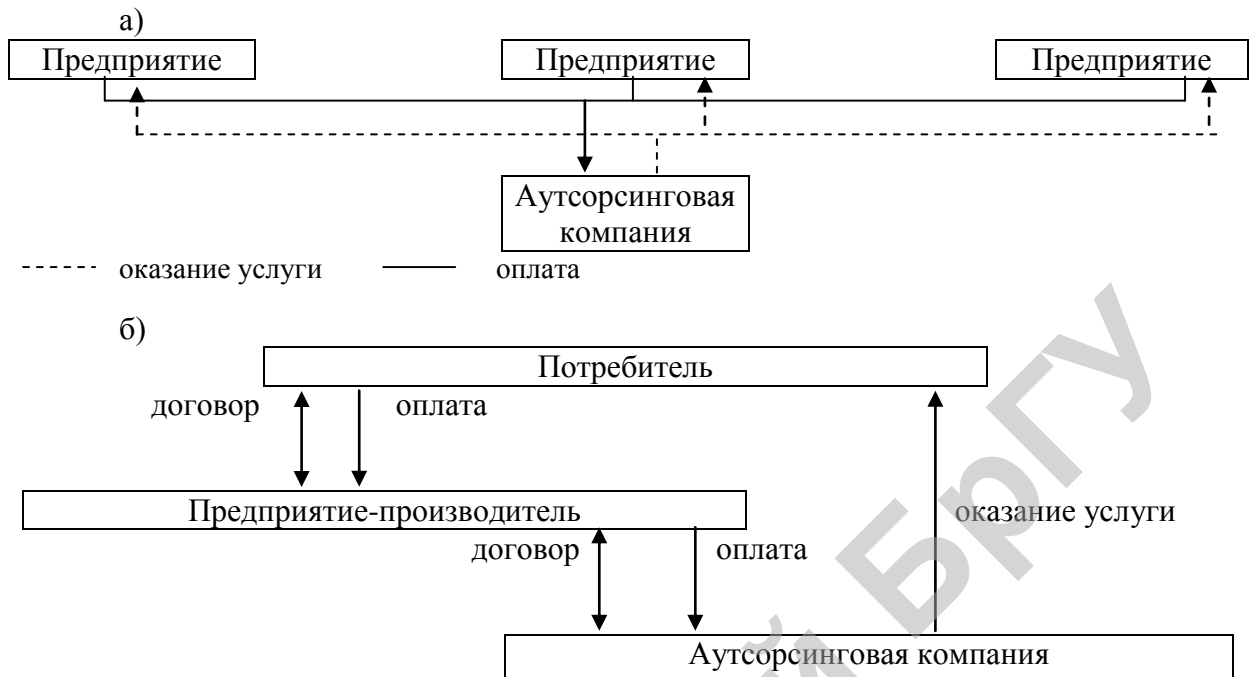 а)
Предприятие Предприятие Предприятие
Аутсорсинговая
компания
оказание услуги оплата
б)
Потребитель
договор оплата
Предприятие-производитель оказание услуги
договор оплата
Аутсорсинговая компания
й БрГУ